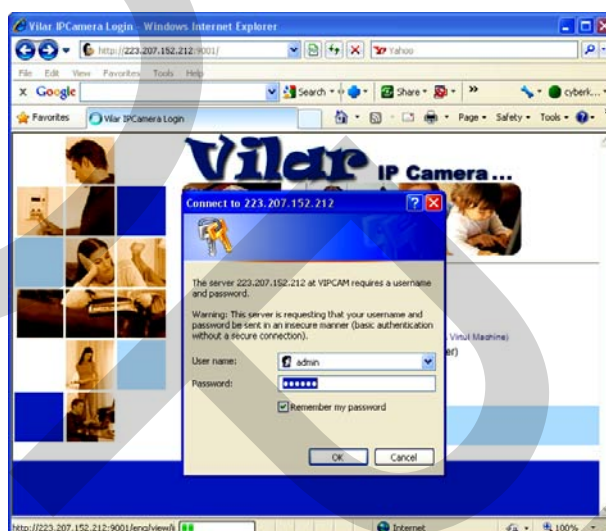 Vilar IPCamera Login - Windows Internet Explorer
http://223.207.152.212:9001/
Yahoo
File Edit View Favorites Tools Help
x Google Search Share » cyberk...
Favorites Vilar IPCamera Login Page Safety Tools
Vilar IP Camera...
Connect to 223.207.152.212
The server 223.207.152.212 at VIPCAM requires a username
and password.
Warning: This server is requesting that your username and
password be sent in an insecure manner (basic authentication
without a secure connection).
Virtul Machine)
er)
User name: admin
Password: ••••••
Remember my password
OK Cancel
http://223.207.152.212:9001/eng/view/i Internet 100%